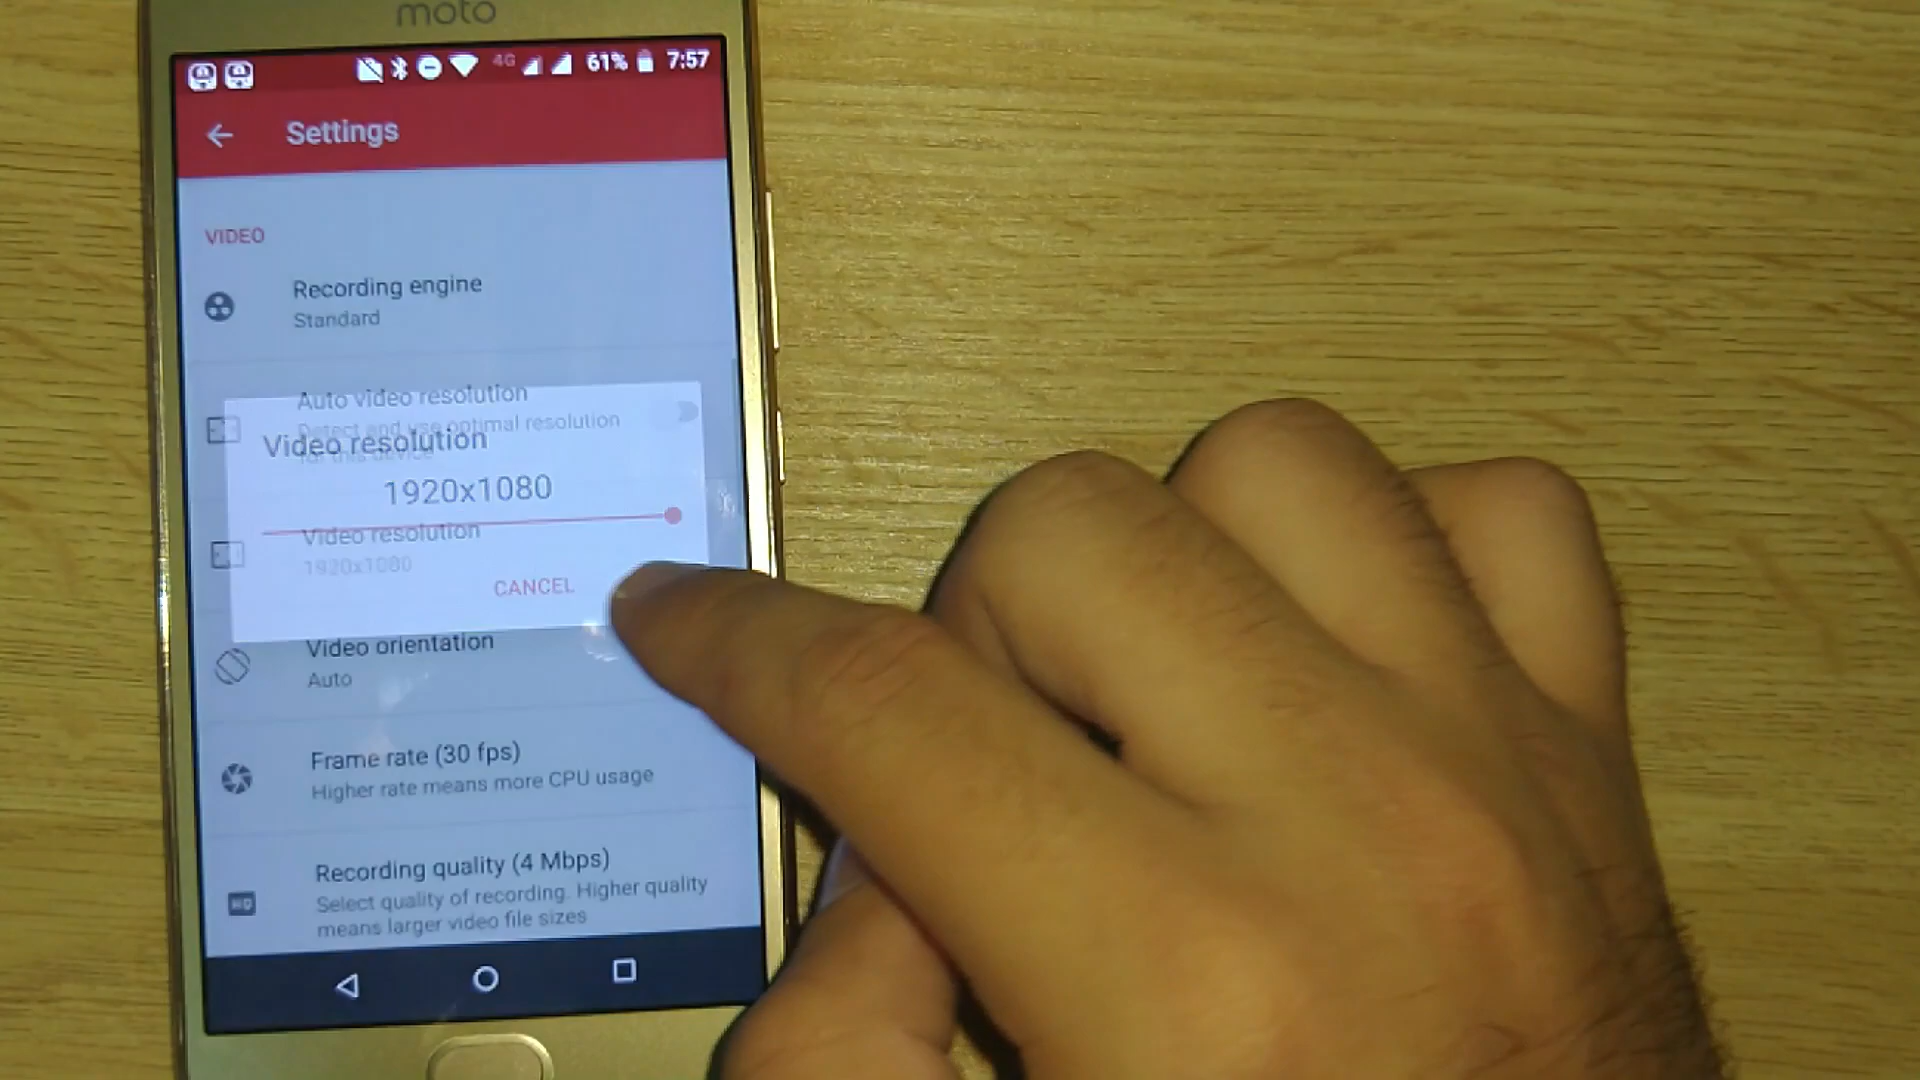 moto
4G 61% 7:57
Settings
VIDEO
Recording engine
Standard
Auto video resolution
Detect and use optimal resolution
for this device
Video resolution
1920x1080
Video resolution
1920x1080
CANCEL
Video orientation
Auto
Frame rate (30 fps)
Higher rate means more CPU usage
Recording quality (4 Mbps)
HQ
Select quality of recording. Higher quality
means larger video file sizes